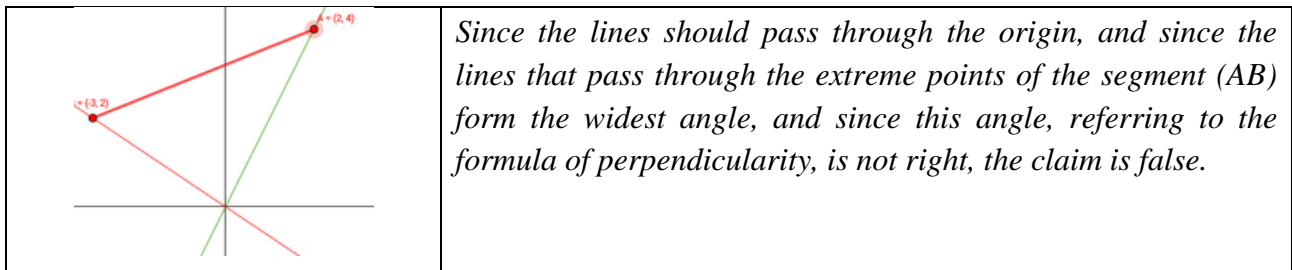 A = (2, 4)
= (-3, 2)
Since the lines should pass through the origin, and since the
lines that pass through the extreme points of the segment (AB)
form the widest angle, and since this angle, referring to the
formula of perpendicularity, is not right, the claim is false.